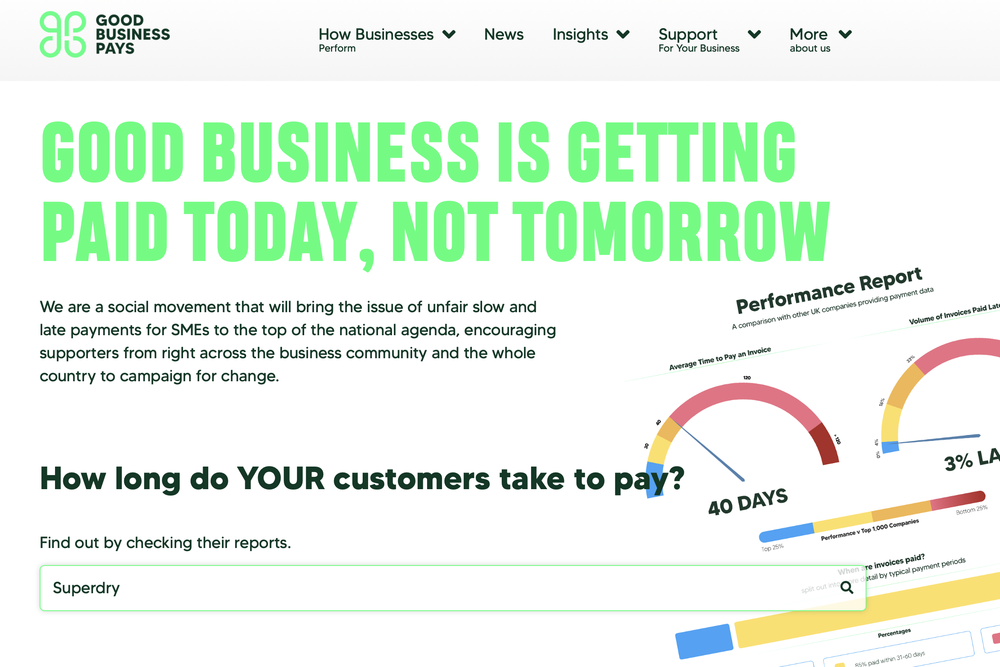 GOOD
BUSINESS
PAYS
How Businesses
Perform
News
Insights
Support
For Your Business
More
about us
GOOD BUSINESS IS GETTING
PAID TODAY, NOT TOMORROW
We are a social movement that will bring the issue of unfair slow and
late payments for SMEs to the top of the national agenda, encouraging
supporters from right across the business community and the whole
country to campaign for change.
Performance Report
A comparison with other UK companies providing payment data
Average Time to Pay an Invoice
30
40
120
> 120
40 DAYS
Volume of Invoices Paid Late
0%
4%
16%
33%
3% LA
Top 25%
Performance v Top 1,000 Companies
Bottom 25%
How long do YOUR customers take to pay?
Find out by checking their reports.
Superdry
When are invoices paid?
split out into more detail by typical payment periods
Percentages
85% paid within 31-60 days